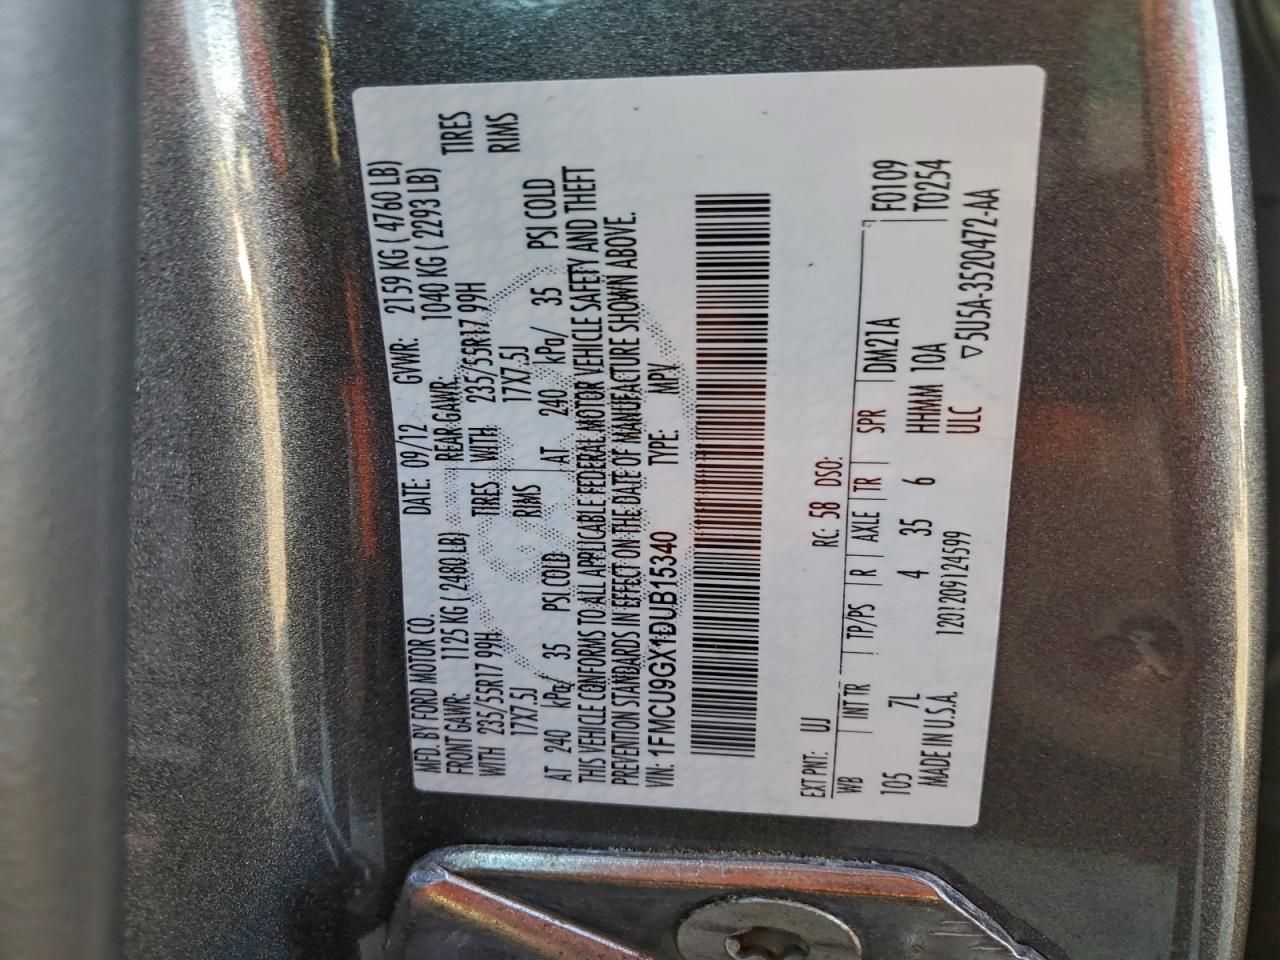 MFD. BY FORD MOTOR CO.
DATE: 09/12 GVWR: 2159 KG ( 4760 LB)
FRONT GAWR: 1125 KG ( 2480 LB) REAR GAWR: 1040 KG ( 2293 LB)
WITH 235/55R17 99H TIRES WITH 235/55R17 99H TIRES
17X7.5J RIMS 17X7.5J RIMS
AT 240 kPa/ 35 PSI COLD AT 240 kPa/ 35 PSI COLD
THIS VEHICLE CONFORMS TO ALL APPLICABLE FEDERAL MOTOR VEHICLE SAFETY AND THEFT
PREVENTION STANDARDS IN EFFECT ON THE DATE OF MANUFACTURE SHOWN ABOVE.
VIN: 1FMCU9GX1DUB15340 TYPE: MPV
EXT PNT: UJ RC: 58 DSO:
WB INT TR TP/PS R AXLE TR SPR DM21A F0109
105 7L 4 35 6 HHMM 10A T0254
MADE IN U.S.A. 120120912459​9 ULC ▽5U5A-3520472-AA